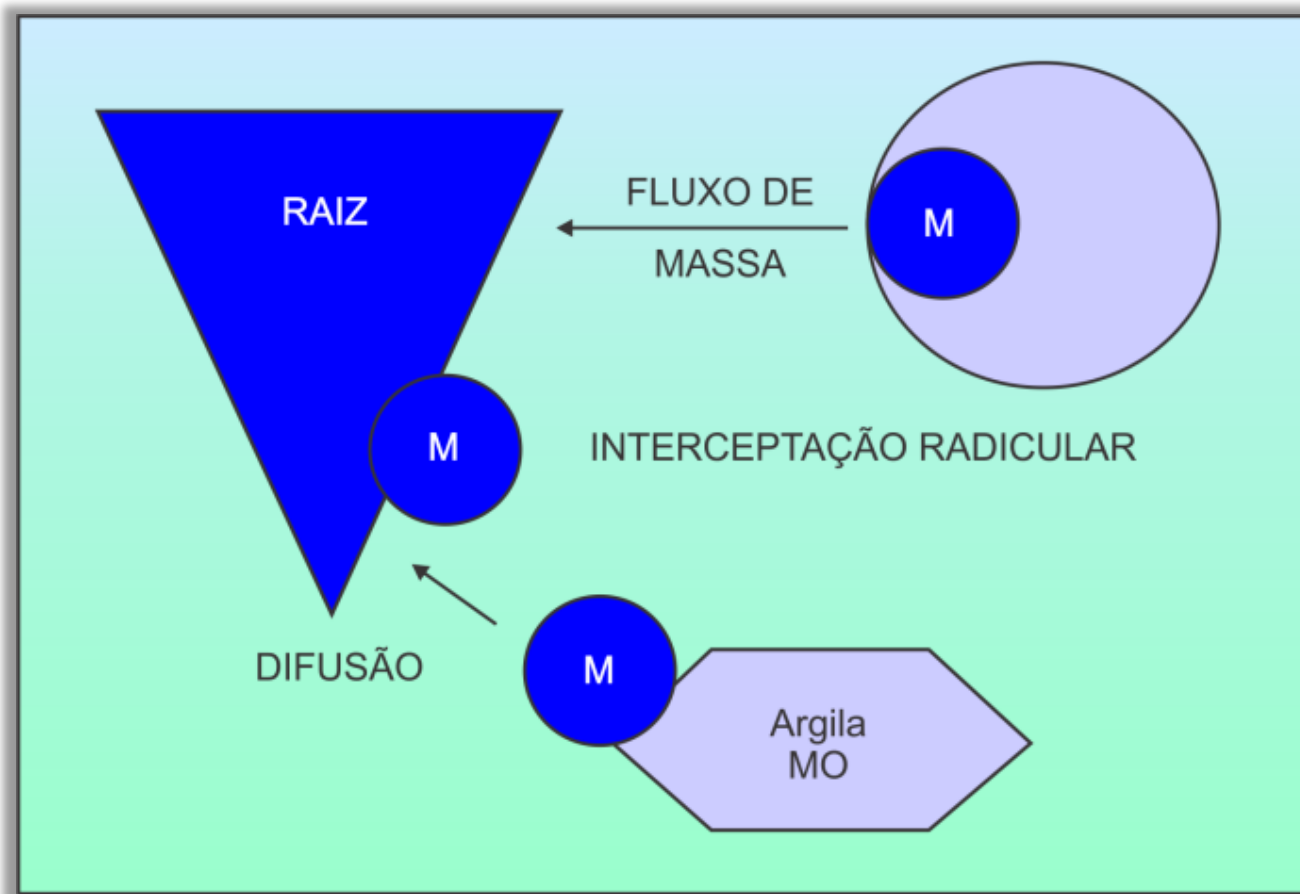 RAIZ
FLUXO DE
MASSA
M
M
INTERCEPTAÇÃO RADICULAR
DIFUSÃO
M
Argila
MO